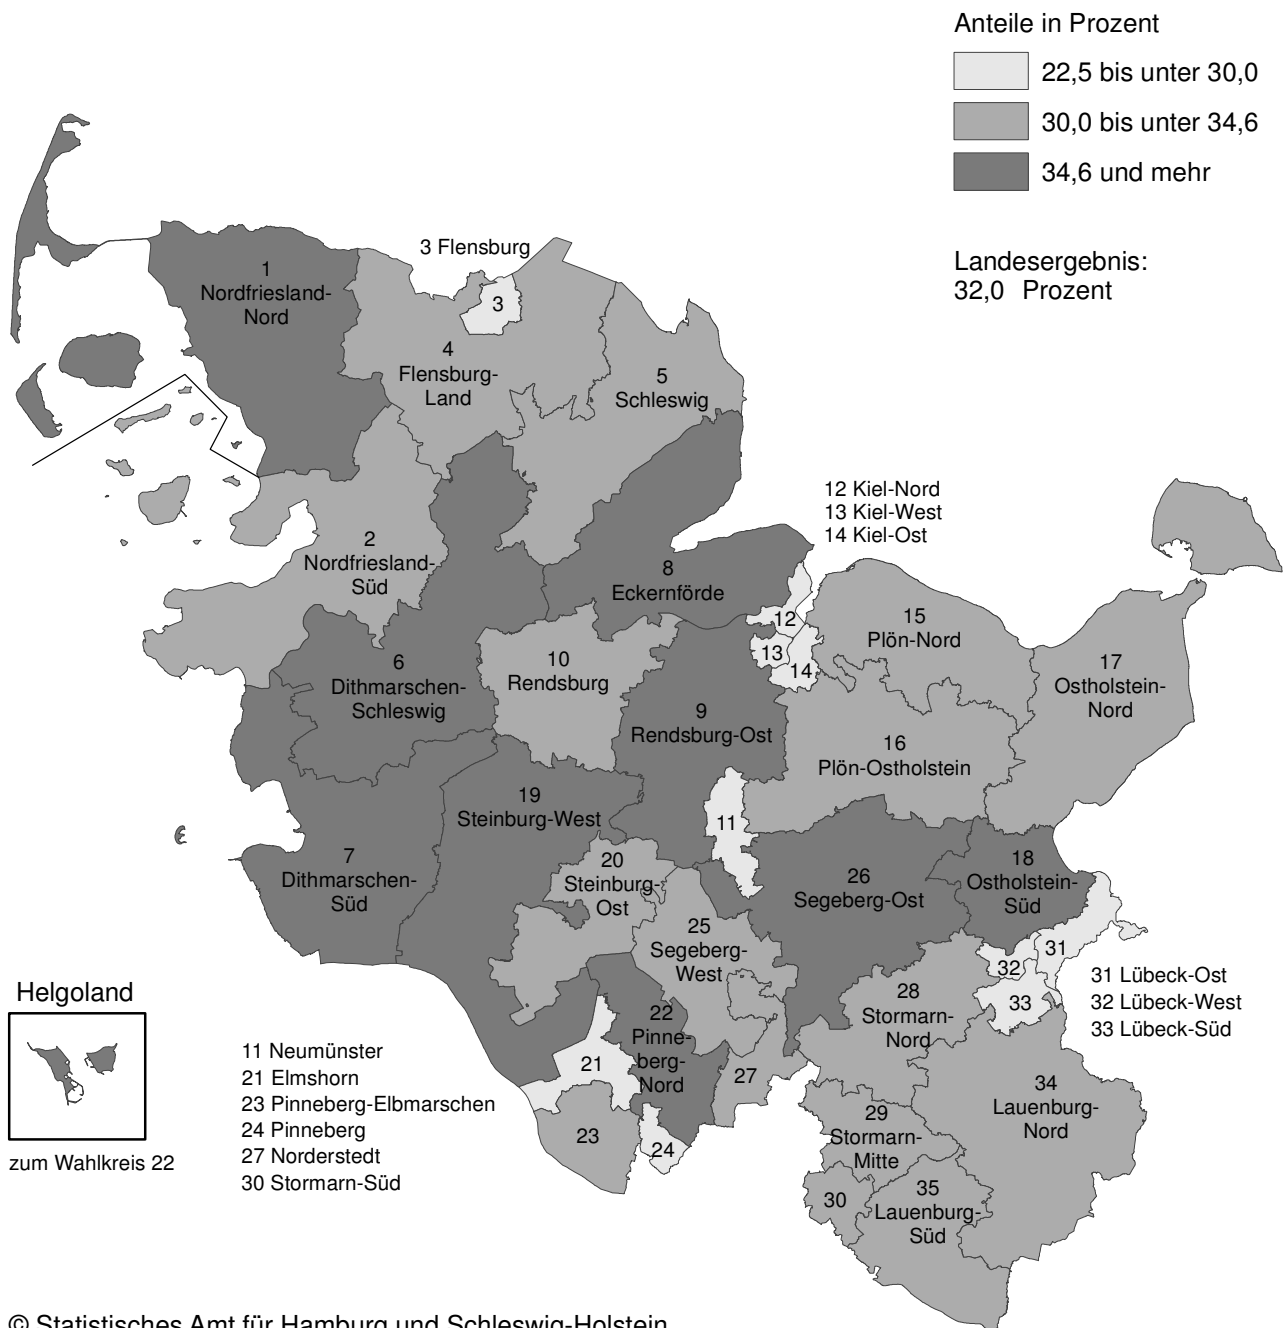 Anteile in Prozent
22,5 bis unter 30,0
30,0 bis unter 34,6
34,6 und mehr
Landesergebnis:
32,0 Prozent
3 Flensburg
1
Nordfriesland-
Nord
3
4
Flensburg-
Land
5
Schleswig
12 Kiel-Nord
13 Kiel-West
14 Kiel-Ost
2
Nordfriesland-
Süd
8
Eckernförde
12
13
14
15
Plön-Nord
6
Dithmarschen-
Schleswig
10
Rendsburg
17
Ostholstein-
Nord
9
Rendsburg-Ost
16
Plön-Ostholstein
19
Steinburg-West
11
7
Dithmarschen-
Süd
20
Steinburg-
Ost
26
Segeberg-Ost
18
Ostholstein-
Süd
25
Segeberg-
West
31
32
33
31 Lübeck-Ost
32 Lübeck-West
33 Lübeck-Süd
28
Stormarn-
Nord
Helgoland
zum Wahlkreis 22
22
Pinne-
berg-
Nord
21
27
23
24
11 Neumünster
21 Elmshorn
23 Pinneberg-Elbmarschen
24 Pinneberg
27 Norderstedt
30 Stormarn-Süd
34
Lauenburg-
Nord
29
Stormarn-
Mitte
30
35
Lauenburg-
Süd
© Statistisches Amt für Hamburg und Schleswig-Holstein